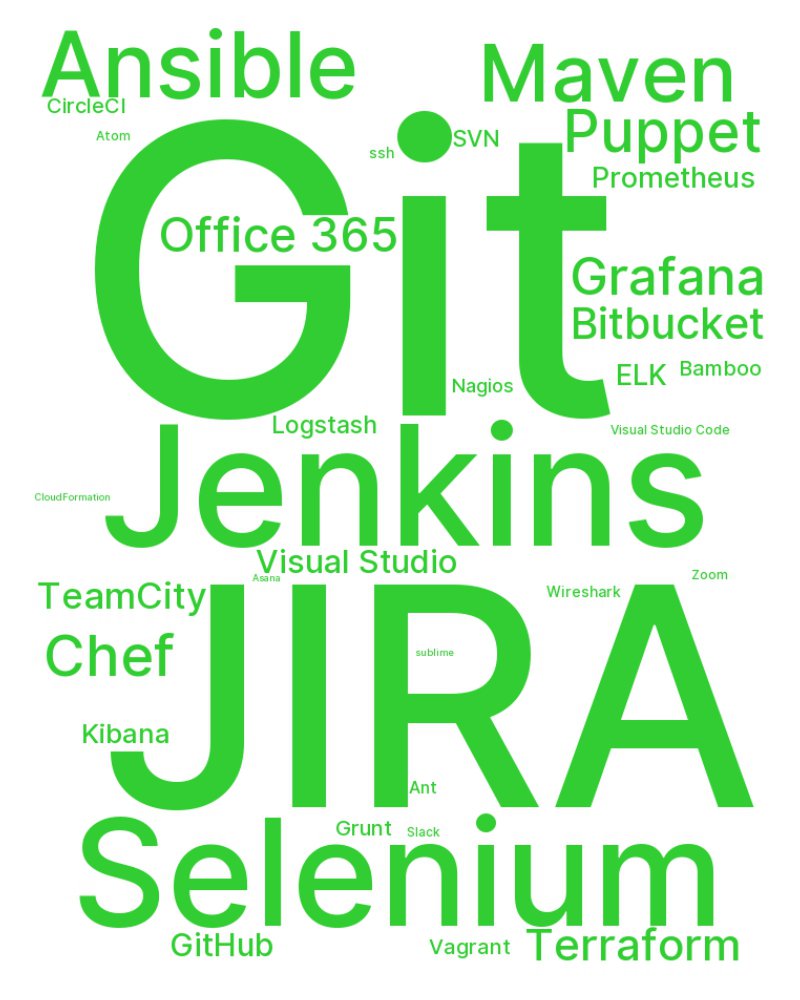 Ansible
Maven
CircleCI
Puppet
Atom
SVN
ssh
Git
Prometheus
Office 365
Grafana
Bitbucket
ELK
Bamboo
Nagios
Logstash
Visual Studio Code
Jenkins
CloudFormation
Visual Studio
Asana
Zoom
TeamCity
Wireshark
JIRA
Chef
sublime
Kibana
Ant
Grunt
Slack
Selenium
GitHub
Vagrant
Terraform